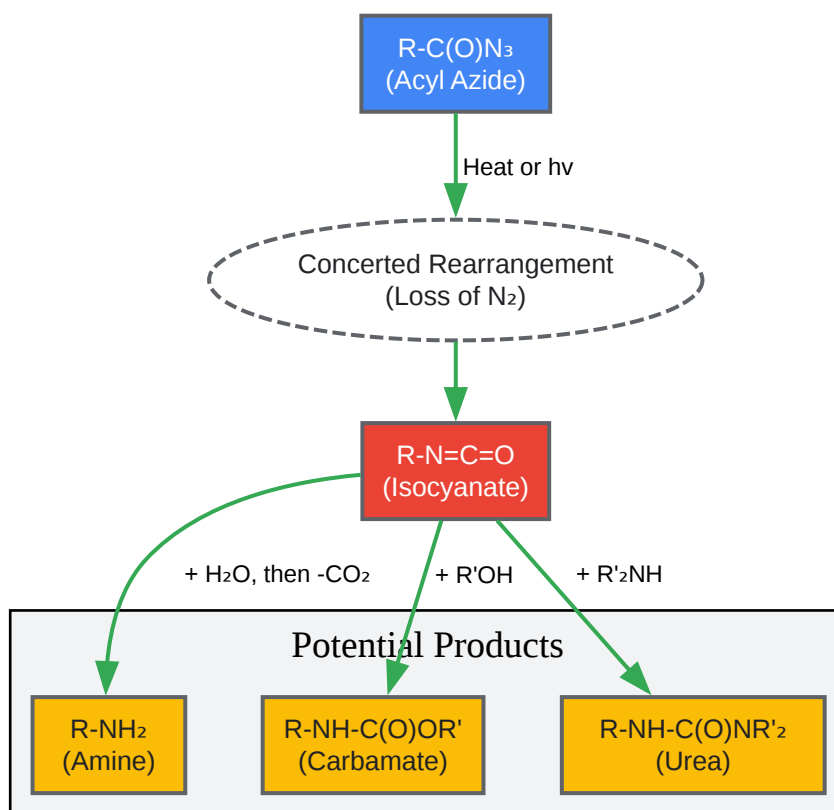 R-C(O)N₃
(Acyl Azide)
Heat or hv
Concerted Rearrangement
(Loss of N₂)
R-N=C=O
(Isocyanate)
+ H₂O, then -CO₂
+ R'OH
+ R'₂NH
Potential Products
R-NH₂
(Amine)
R-NH-C(O)OR'
(Carbamate)
R-NH-C(O)NR'₂
(Urea)